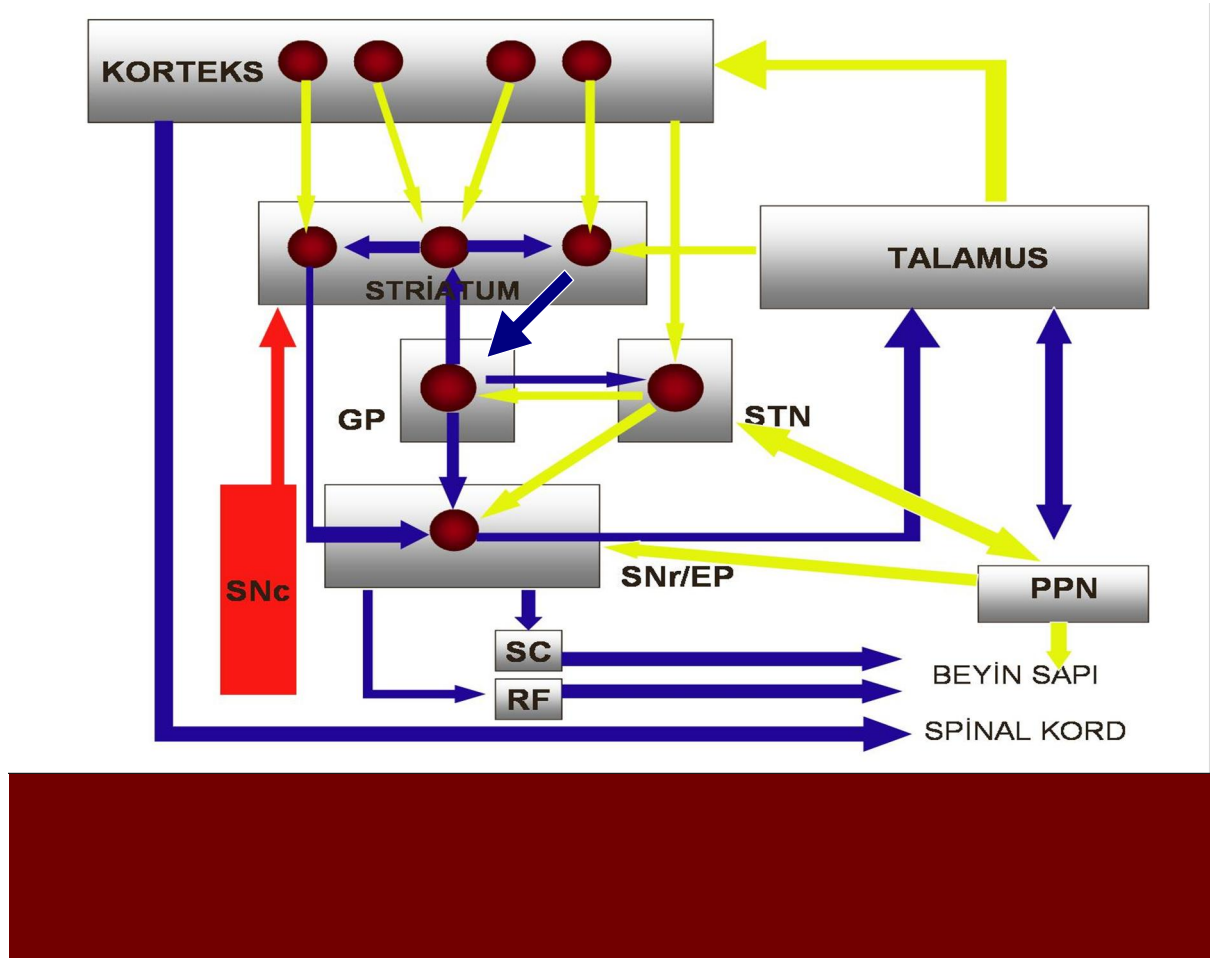 KORTEKS
TALAMUS
STRİATUM
GP
STN
SNr/EP
SNc
PPN
SC
BEYİN SAPI
RF
SPİNAL KORD